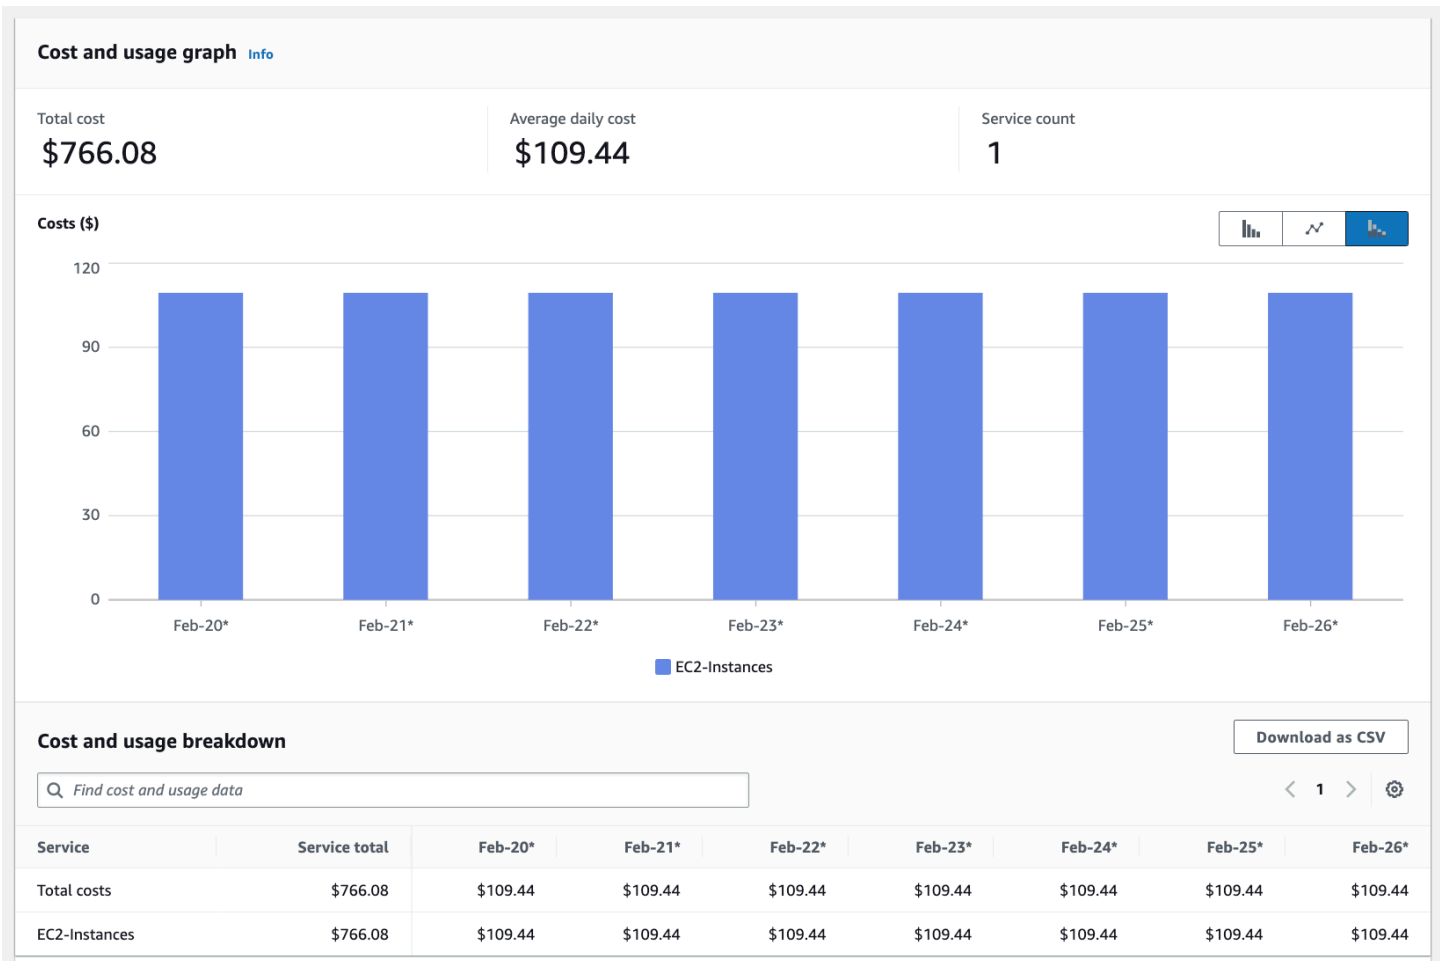 Cost and usage graph Info
Total cost Average daily cost Service count
$766.08 $109.44 1
Costs ($)
120
90
60
30
0
Feb-20* Feb-21* Feb-22* Feb-23* Feb-24* Feb-25* Feb-26*
EC2-Instances
Cost and usage breakdown
Download as CSV
Find cost and usage data
1
Service Service total Feb-20* Feb-21* Feb-22* Feb-23* Feb-24* Feb-25* Feb-26*
Total costs $766.08 $109.44 $109.44 $109.44 $109.44 $109.44 $109.44 $109.44
EC2-Instances $766.08 $109.44 $109.44 $109.44 $109.44 $109.44 $109.44 $109.44